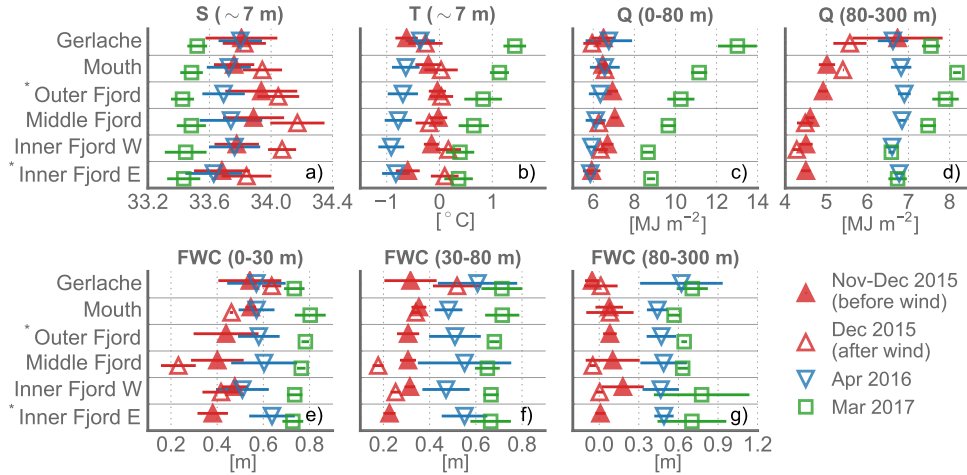 S (∼7 m) T (∼7 m) Q (0-80 m) Q (80-300 m)
Gerlache
Mouth
* Outer Fjord
Middle Fjord
Inner Fjord W
* Inner Fjord E
a) b) c) d)
33.2 34.0 34.4 −1 0 1 6 8 10 12 14 4 5 6 7 8
[°C] [MJ m⁻²] [MJ m⁻²]
FWC (0-30 m) FWC (30-80 m) FWC (80-300 m)
Gerlache
Mouth
* Outer Fjord
Middle Fjord
Inner Fjord W
* Inner Fjord E
e) f) g)
0.2 0.4 0.6 0.8 0.2 0.4 0.6 0.8 0.0 0.3 0.6 0.9 1.2
[m] [m] [m]
Nov-Dec 2015
(before wind)
Dec 2015
(after wind)
Apr 2016
Mar 2017